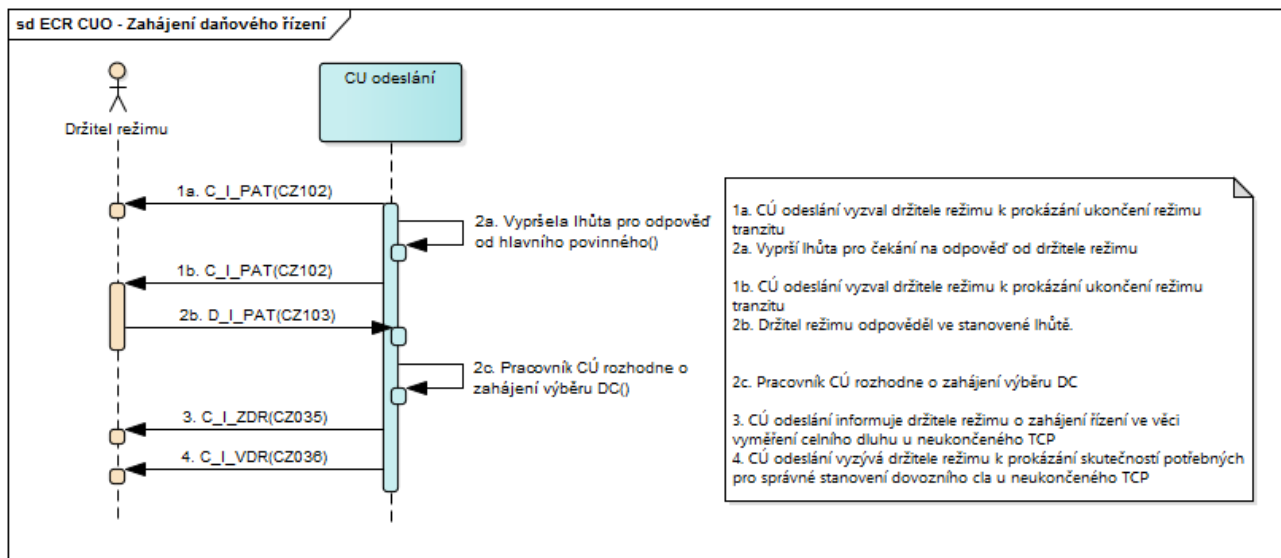 sd ECR CUO - Zahájení daňového řízení
CU odeslání
Držitel režimu
1a. C_I_PAT(CZ102)
2a. Vypršela lhůta pro odpověď
od hlavního povinného()
1b. C_I_PAT(CZ102)
2b. D_I_PAT(CZ103)
2c. Pracovník CÚ rozhodne o
zahájení výběru DC()
3. C_I_ZDR(CZ035)
4. C_I_VDR(CZ036)
1a. CÚ odeslání vyzval držitele režimu k prokázání ukončení režimu
tranzitu
2a. Vyprší lhůta pro čekání na odpověď od držitele režimu
1b. CÚ odeslání vyzval držitele režimu k prokázání ukončení režimu
tranzitu
2b. Držitel režimu odpověděl ve stanovené lhůtě.
2c. Pracovník CÚ rozhodne o zahájení výběru DC
3. CÚ odeslání informuje držitele režimu o zahájení řízení ve věci
vyměření celního dluhu u neukončeného TCP
4. CÚ odeslání vyzývá držitele režimu k prokázání skutečností potřebných
pro správné stanovení dovozního cla u neukončeného TCP